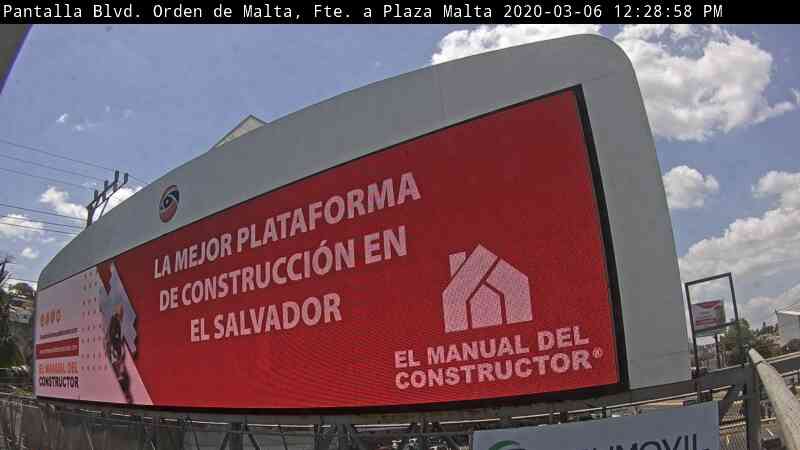 Pantalla Blvd. Orden de Malta, Fte. a Plaza Malta 2020-03-06 12:28:58 PM
LA MEJOR PLATAFORMA
DE CONSTRUCCIÓN EN
EL SALVADOR
EL MANUAL DEL
CONSTRUCTOR®
EL MANUAL DEL
CONSTRUCTOR